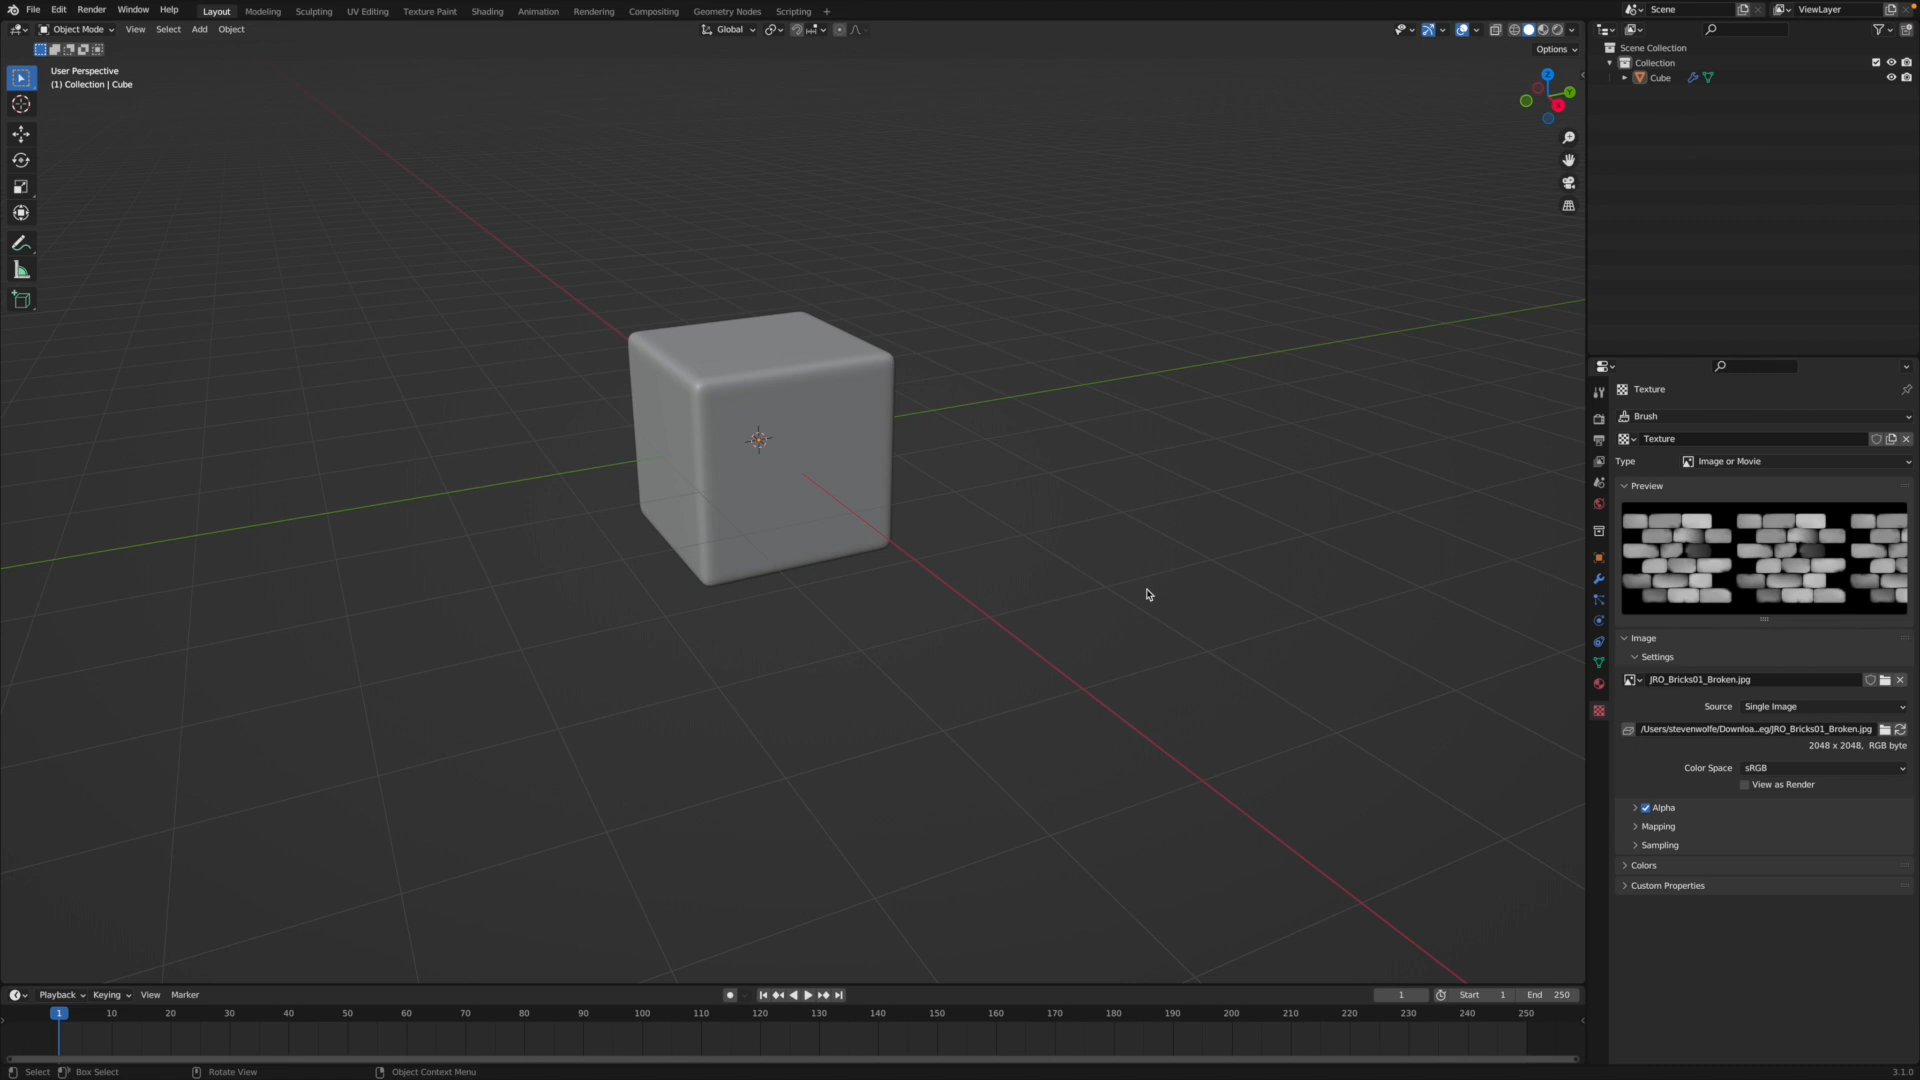 File Edit Render Window Help Layout Modeling Sculpting UV Editing Texture Paint Shading Animation Rendering Compositing Geometry Nodes Scripting + Scene ViewLayer
Object Mode View Select Add Object Global
Options
User Perspective
(1) Collection | Cube
Z
Y
X
Scene Collection
Collection
Cube
Texture
Brush
Texture
Type Image or Movie
Preview
Image
Settings
JRO_Bricks01_Broken.jpg
Source Single Image
/Users/stevenwolfe/Downloa...eg/JRO_Bricks01_Broken.jpg
2048 x 2048, RGB byte
Color Space sRGB
View as Render
Alpha
Mapping
Sampling
Colors
Custom Properties
Playback Keying View Marker 1 Start 1 End 250
1 10 20 30 40 50 60 70 80 90 100 110 120 130 140 150 160 170 180 190 200 210 220 230 240 250
Select Box Select Rotate View Object Context Menu 3.1.0